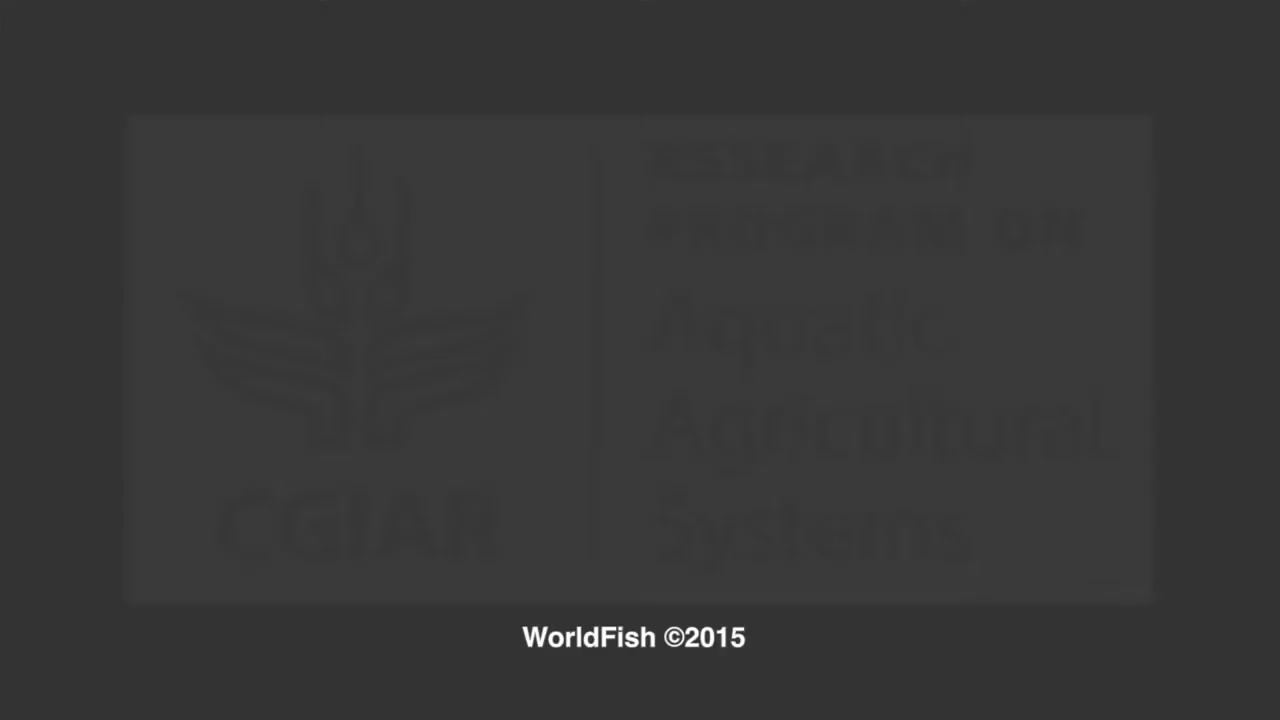 RESEARCH
PROGRAM ON
Aquatic
Agricultural
Systems
CGIAR
WorldFish ©2015